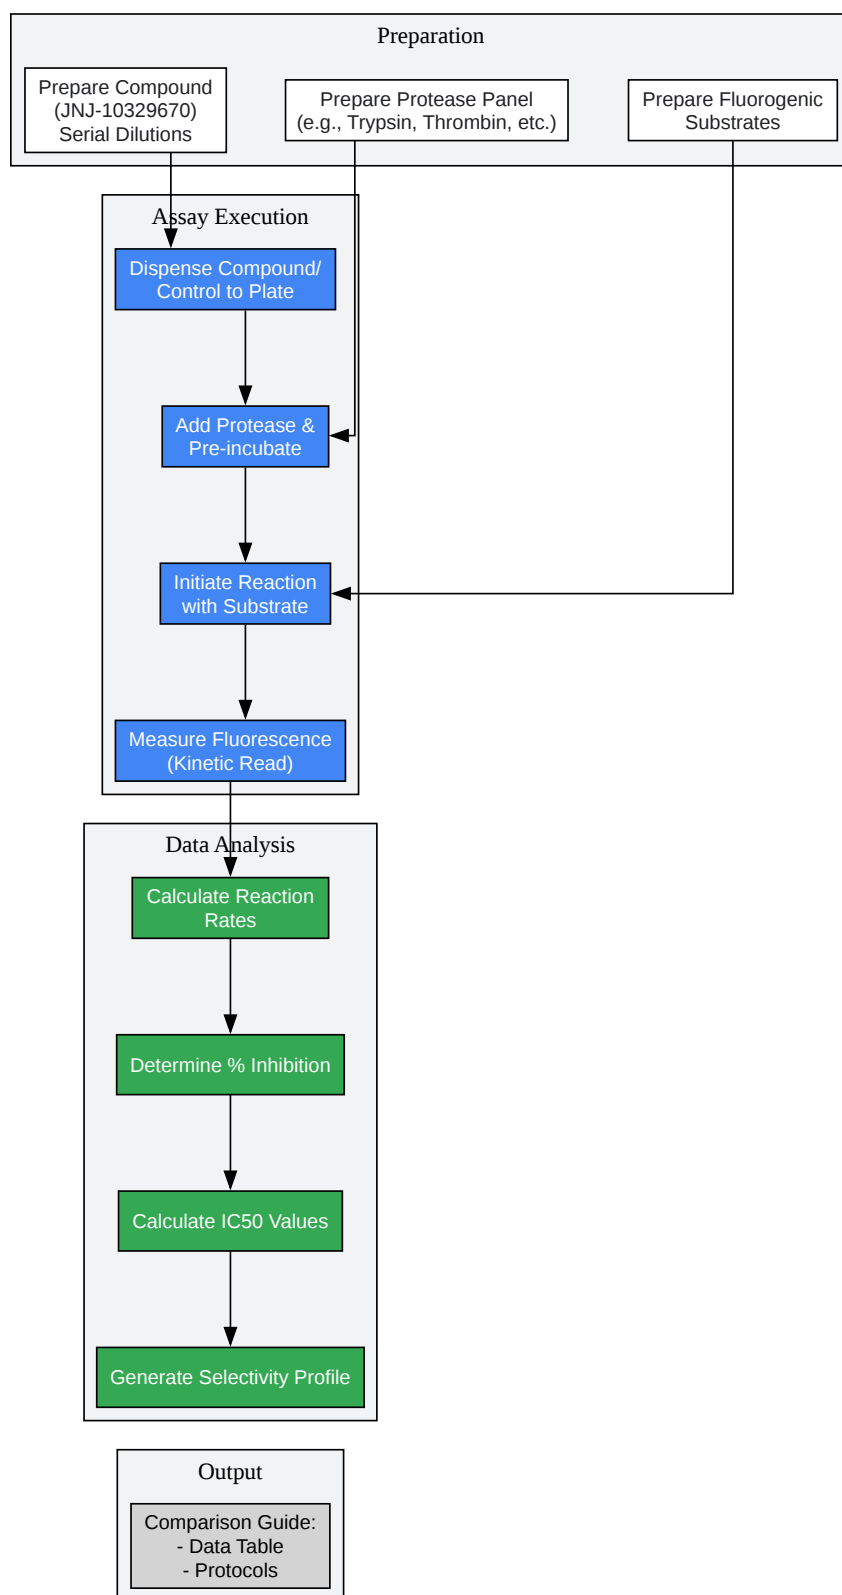 Preparation
Prepare Compound
(JNJ-10329670)
Serial Dilutions
Prepare Protease Panel
(e.g., Trypsin, Thrombin, etc.)
Prepare Fluorogenic
Substrates
Assay Execution
Dispense Compound/
Control to Plate
Add Protease &
Pre-incubate
Initiate Reaction
with Substrate
Measure Fluorescence
(Kinetic Read)
Data Analysis
Calculate Reaction
Rates
Determine % Inhibition
Calculate IC50 Values
Generate Selectivity Profile
Output
Comparison Guide:
- Data Table
- Protocols